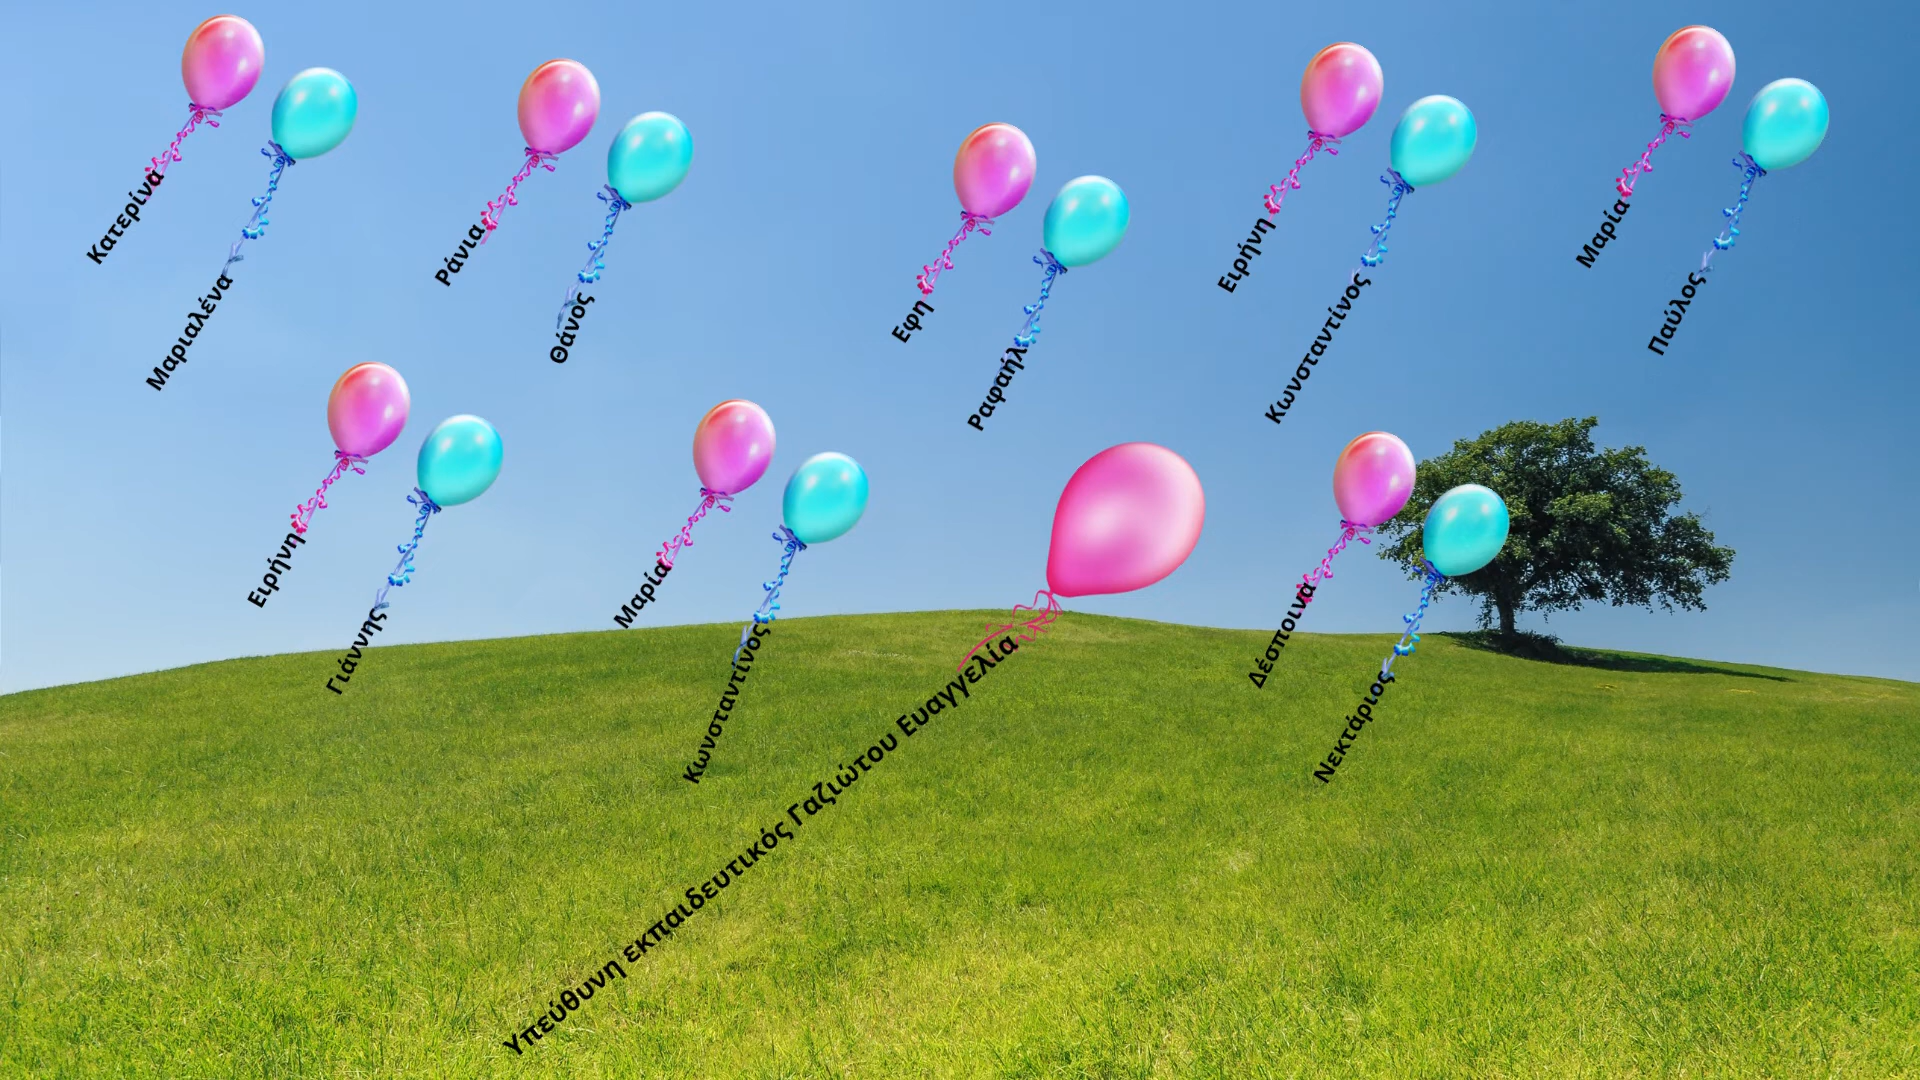 Κατερίνα
Μαριαλένα
Ράνια
Θάνος
Εφη
Ραφαήλ
Ειρήνη
Κωνσταντίνος
Μαρία
Παύλος
Ειρήνη
Γιάννης
Μαρία
Κωνσταντίνος
Υπεύθυνη εκπαιδευτικός Γαζιώτου Ευαγγελία
Δέσποινα
Νεκτάριος